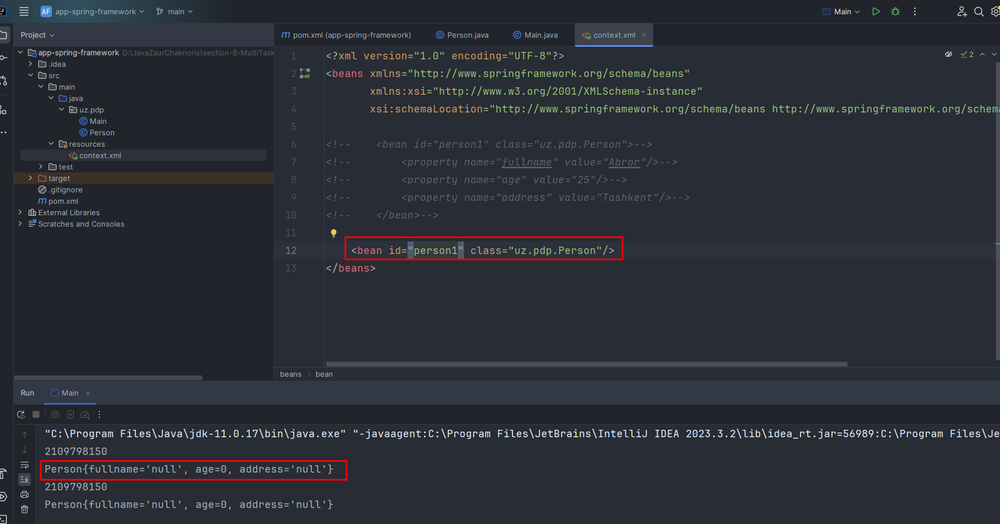 AF app-spring-framework main Main
Project
pom.xml (app-spring-framework) Person.java Main.java context.xml
app-spring-framework D:\JavaZaurChaknoris\section-8-MultiTask
.idea
src
main
java
uz.pdp
Main
Person
resources
context.xml
test
target
.gitignore
pom.xml
External Libraries
Scratches and Consoles
2
1 <?xml version="1.0" encoding="UTF-8"?>
2 <beans xmlns="http://www.springframework.org/schema/beans"
3 xmlns:xsi="http://www.w3.org/2001/XMLSchema-instance"
4 xsi:schemaLocation="http://www.springframework.org/schema/beans http://www.springframework.org/schema
5
6 <!-- <bean id="person1" class="uz.pdp.Person">-->
7 <!-- <property name="fullname" value="Abror"/>-->
8 <!-- <property name="age" value="25"/>-->
9 <!-- <property name="address" value="Tashkent"/>-->
10 <!-- </bean>-->
11
12 <bean id="person1" class="uz.pdp.Person"/>
13 </beans>
beans › bean
Run Main
"C:\Program Files\Java\jdk-11.0.17\bin\java.exe" "-javaagent:C:\Program Files\JetBrains\IntelliJ IDEA 2023.3.2\lib\idea_rt.jar=56989:C:\Program Files\Je
2109798150
Person{fullname='null', age=0, address='null'}
2109798150
Person{fullname='null', age=0, address='null'}